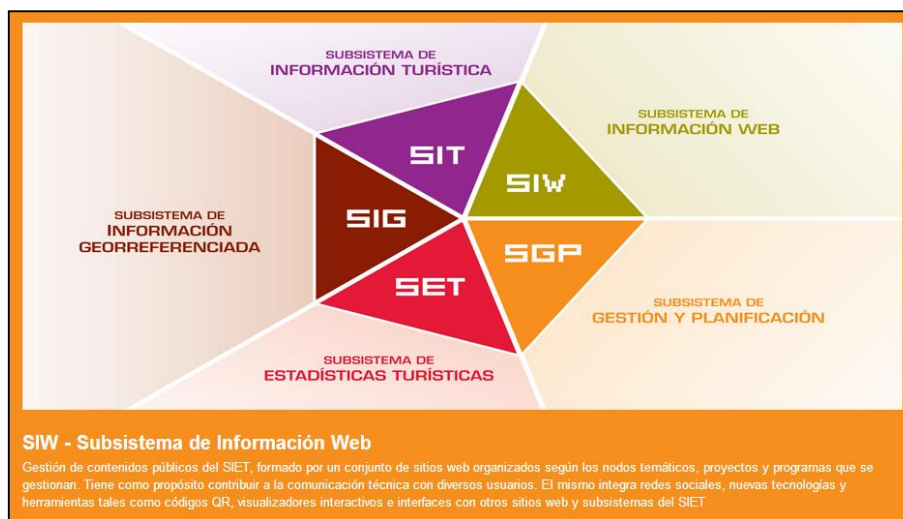 SUBSISTEMA DE
INFORMACIÓN TURÍSTICA
SIT
SUBSISTEMA DE
INFORMACIÓN WEB
SIW
SUBSISTEMA DE
INFORMACIÓN
GEORREFERENCIADA
SIG
SGP
SUBSISTEMA DE
GESTIÓN Y PLANIFICACIÓN
SET
SUBSISTEMA DE
ESTADÍSTICAS TURÍSTICAS
SIW - Subsistema de Información Web
Gestión de contenidos públicos del SIET, formado por un conjunto de sitios web organizados según los nodos temáticos, proyectos y programas que se
gestionan. Tiene como propósito contribuir a la comunicación técnica con diversos usuarios. El mismo integra redes sociales, nuevas tecnologías y
herramientas tales como códigos QR, visualizadores interactivos e interfaces con otros sitios web y subsistemas del SIET